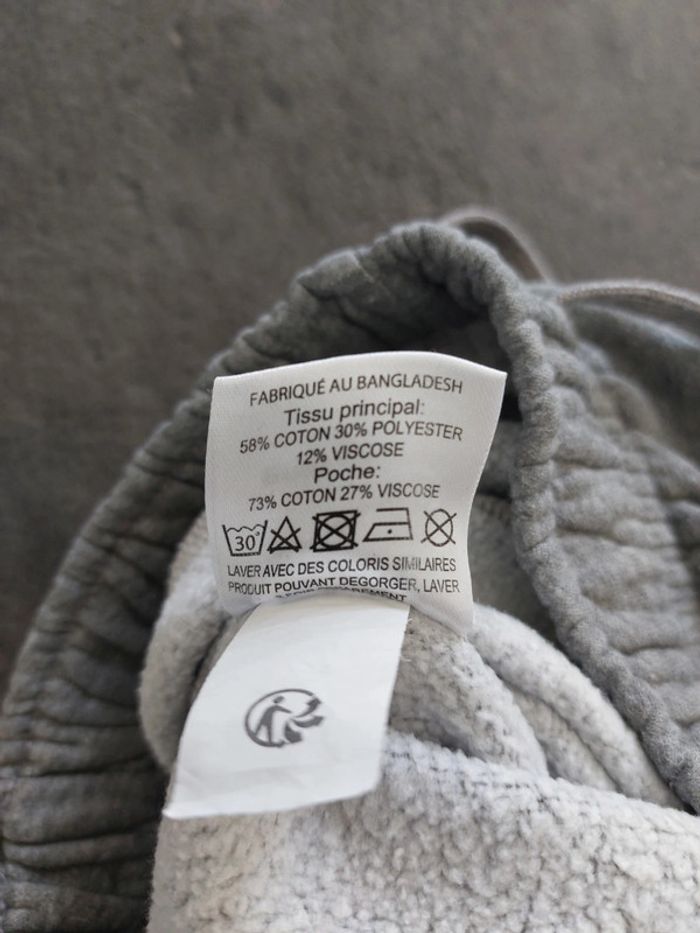 FABRIQUÉ AU BANGLADESH
Tissu principal:
58% COTON 30% POLYESTER
12% VISCOSE
Poche:
73% COTON 27% VISCOSE
30°
LAVER AVEC DES COLORIS SIMILAIRES
PRODUIT POUVANT DEGORGER, LAVER